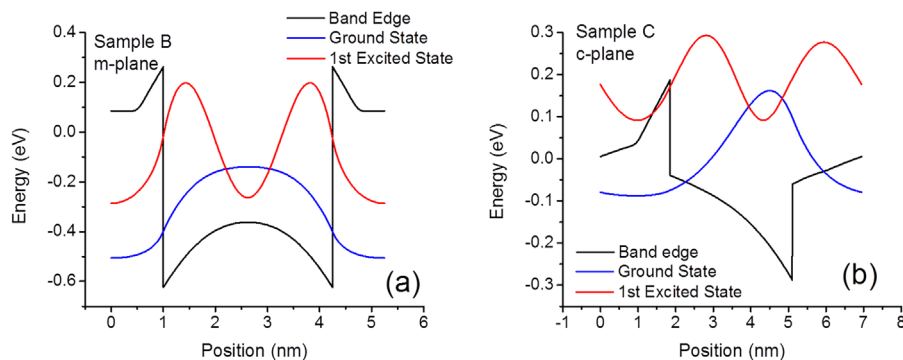 Sample B
m-plane
Band Edge
Ground State
1st Excited State
0.4
0.2
0.0
-0.2
-0.4
-0.6
Energy (eV)
0 1 2 3 4 5 6
Position (nm)
(a)
Sample C
c-plane
0.3
0.2
0.1
0.0
-0.1
-0.2
-0.3
Energy (eV)
Band edge
Ground State
1st Excited State
-1 0 1 2 3 4 5 6 7 8
Position (nm)
(b)